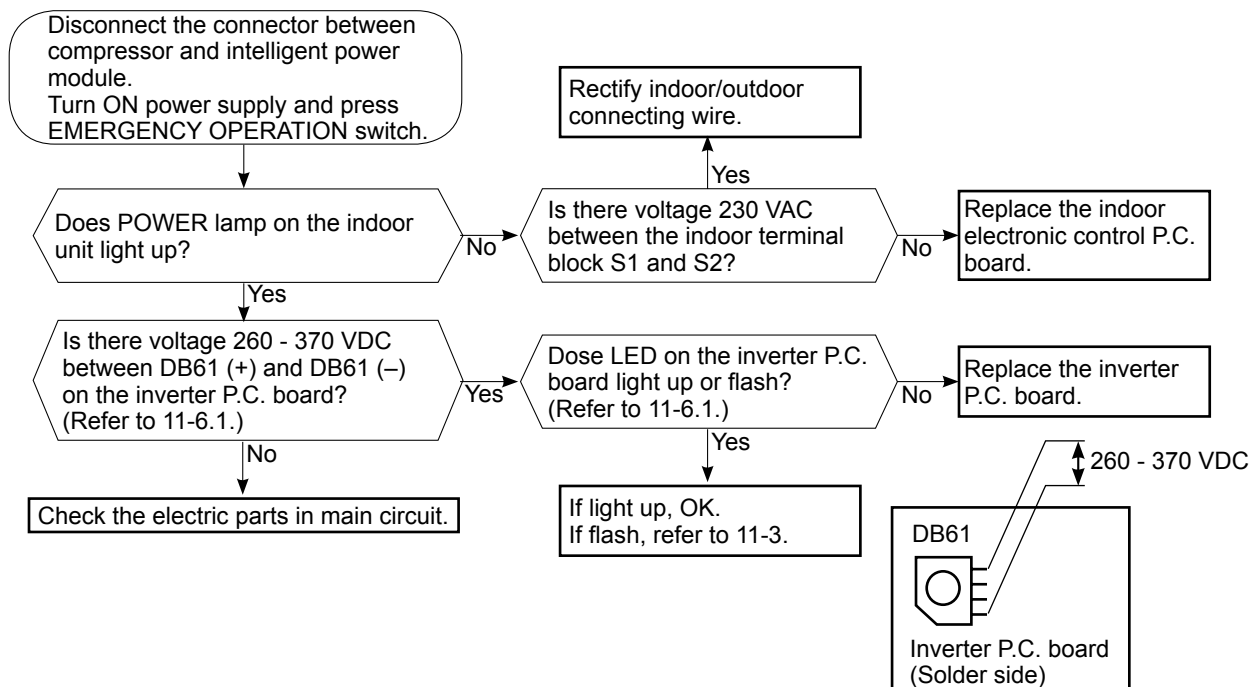 Disconnect the connector between
compressor and intelligent power
module.
Turn ON power supply and press
EMERGENCY OPERATION switch.
Rectify indoor/outdoor
connecting wire.
Yes
Does POWER lamp on the indoor
unit light up?
No
Is there voltage 230 VAC
between the indoor terminal
block S1 and S2?
No
Replace the indoor
electronic control P.C.
board.
Yes
Is there voltage 260 - 370 VDC
between DB61 (+) and DB61 (–)
on the inverter P.C. board?
(Refer to 11-6.1.)
Yes
Dose LED on the inverter P.C.
board light up or flash?
(Refer to 11-6.1.)
No
Replace the inverter
P.C. board.
No
Check the electric parts in main circuit.
Yes
If light up, OK.
If flash, refer to 11-3.
260 - 370 VDC
DB61
Inverter P.C. board
(Solder side)